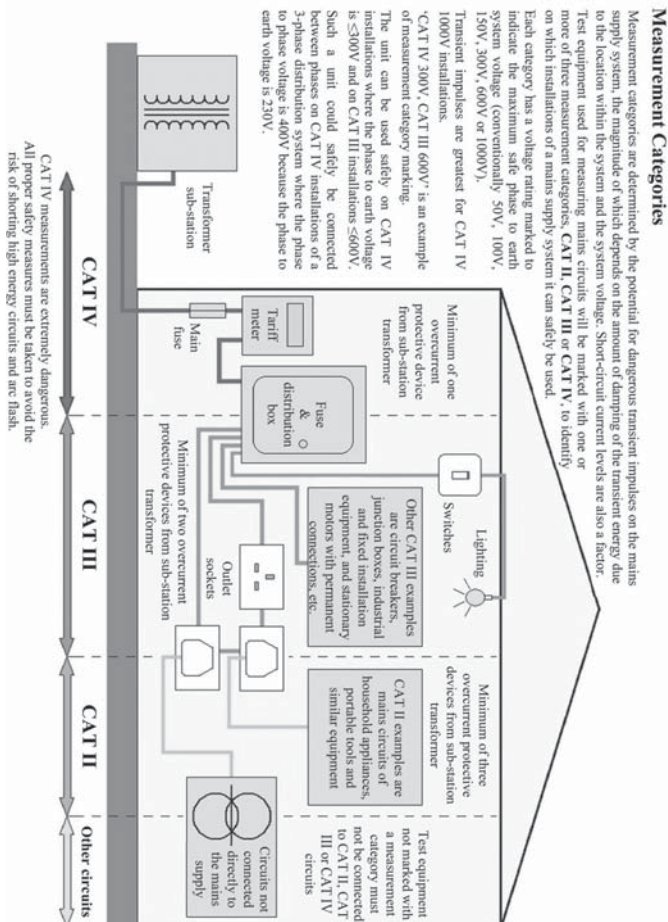 Measurement Categories
Measurement categories are determined by the potential for dangerous transient impulses on the mains
supply system, the magnitude of which depends on the amount of damping of the transient energy due
to the location within the system and the system voltage. Short-circuit current levels are also a factor.
Test equipment used for measuring mains circuits will be marked with one or
more of three measurement categories, CAT II, CAT III or CAT IV, to identify
on which installations of a mains supply system it can safely be used.
Each category has a voltage rating marked to
indicate the maximum safe phase to earth
system voltage (conventionally 50V, 100V,
150V, 300V, 600V or 1000V).
Transient impulses are greatest for CAT IV
1000V installations.
‘CAT IV 300V, CAT III 600V’ is an example
of measurement category marking.
The unit can be used safely on CAT IV
installations where the phase to earth voltage
is ≤300V and on CAT III installations ≤600V.
Such a unit could safely be connected
between phases on CAT IV installations of a
3-phase distribution system where the phase
to phase voltage is 400V because the phase to
earth voltage is 230V.
Transformer
sub-station
Minimum of one
overcurrent
protective device
from sub-station
transformer
Tariff
meter
Main
fuse
Fuse
&
distribution
box
Lighting
Switches
Other CAT III examples
are circuit breakers,
junction boxes, industrial
and fixed installation
equipment, and stationary
motors with permanent
connections, etc.
Outlet
sockets
Minimum of two overcurrent
protective devices from sub-station
transformer
Minimum of three
overcurrent protective
devices from sub-station
transformer
CAT II examples are
mains circuits of
household appliances,
portable tools and
similar equipment
Test equipment
not marked with
a measurement
category must
not be connected
to CAT II, CAT
III or CAT IV
circuits
Circuits not
connected
directly to
the mains
supply
CAT IV
CAT III
CAT II
Other circuits
CAT IV measurements are extremely dangerous.
All proper safety measures must be taken to avoid the
risk of shorting high energy circuits and arc flash.